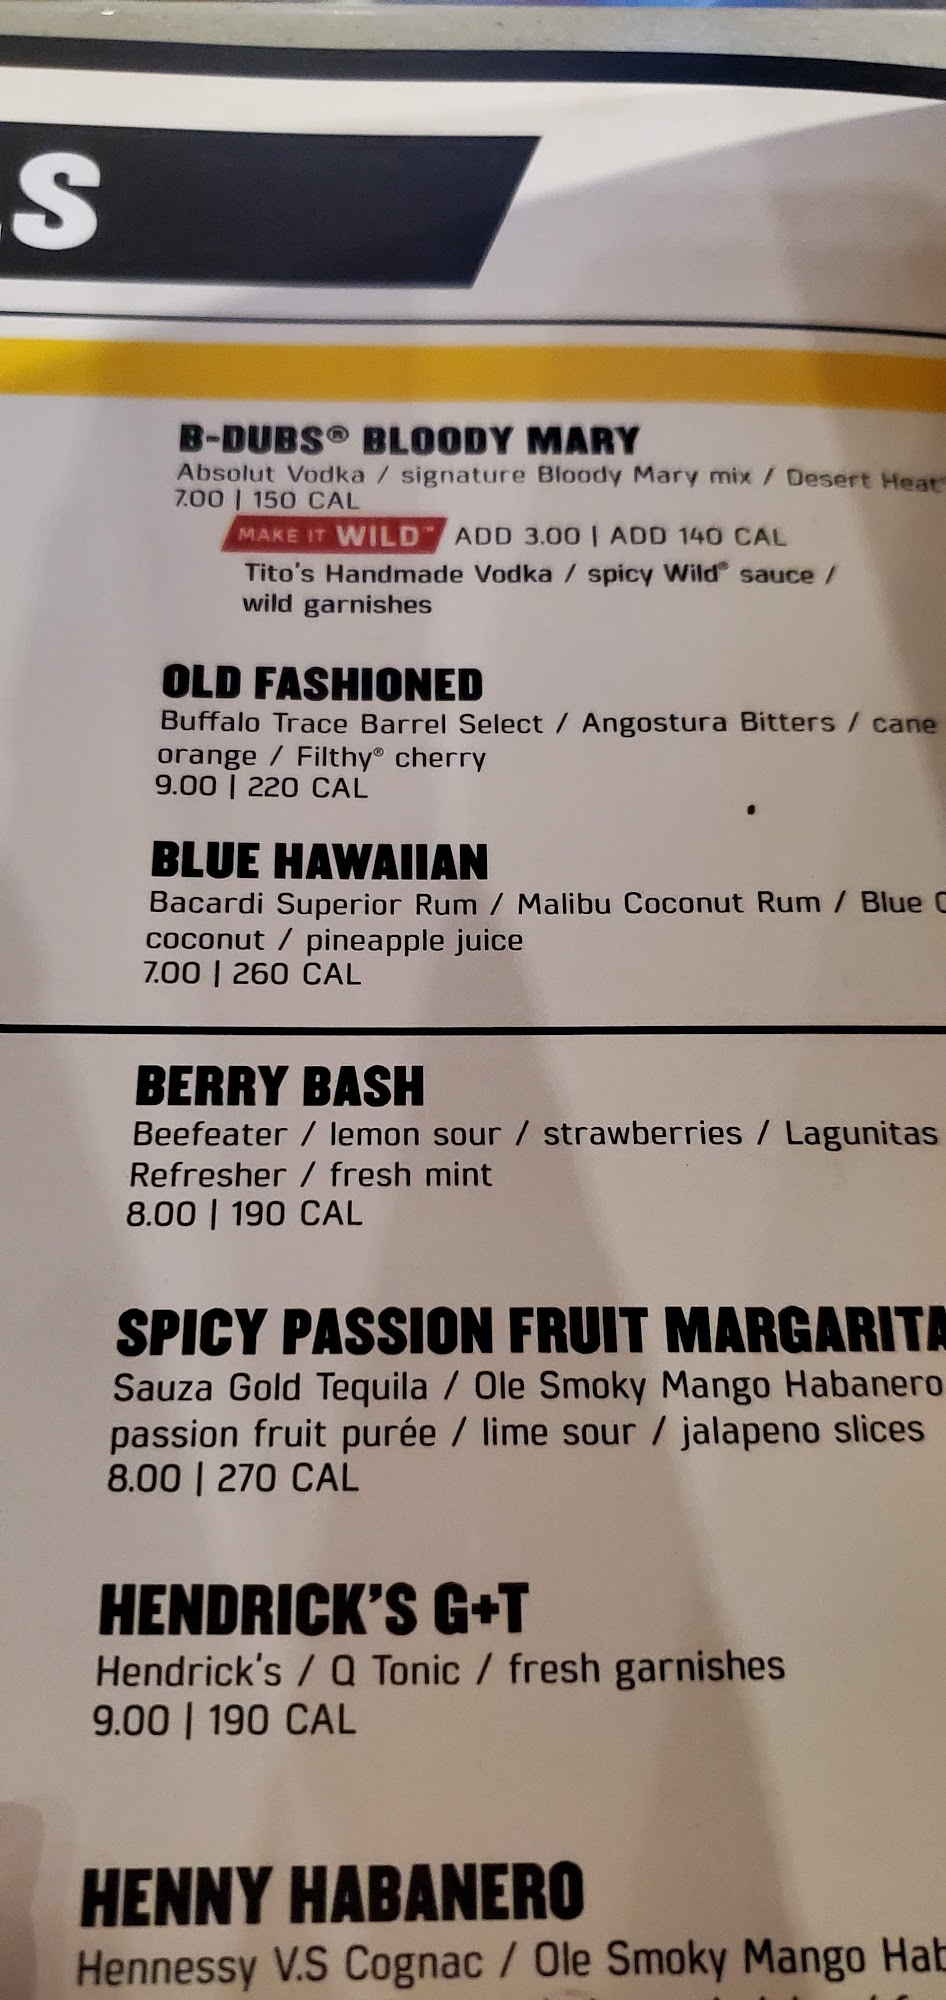 S
B-DUBS® BLOODY MARY
Absolut Vodka / signature Bloody Mary mix / Desert Heat®
7.00 | 150 CAL
MAKE IT WILD™ ADD 3.00 | ADD 140 CAL
Tito's Handmade Vodka / spicy Wild® sauce /
wild garnishes
OLD FASHIONED
Buffalo Trace Barrel Select / Angostura Bitters / cane
orange / Filthy® cherry
9.00 | 220 CAL
BLUE HAWAIIAN
Bacardi Superior Rum / Malibu Coconut Rum / Blue
coconut / pineapple juice
7.00 | 260 CAL
BERRY BASH
Beefeater / lemon sour / strawberries / Lagunitas
Refresher / fresh mint
8.00 | 190 CAL
SPICY PASSION FRUIT MARGARITA
Sauza Gold Tequila / Ole Smoky Mango Habanero
passion fruit purée / lime sour / jalapeno slices
8.00 | 270 CAL
HENDRICK'S G+T
Hendrick's / Q Tonic / fresh garnishes
9.00 | 190 CAL
HENNY HABANERO
Hennessy V.S Cognac / Ole Smoky Mango Hab